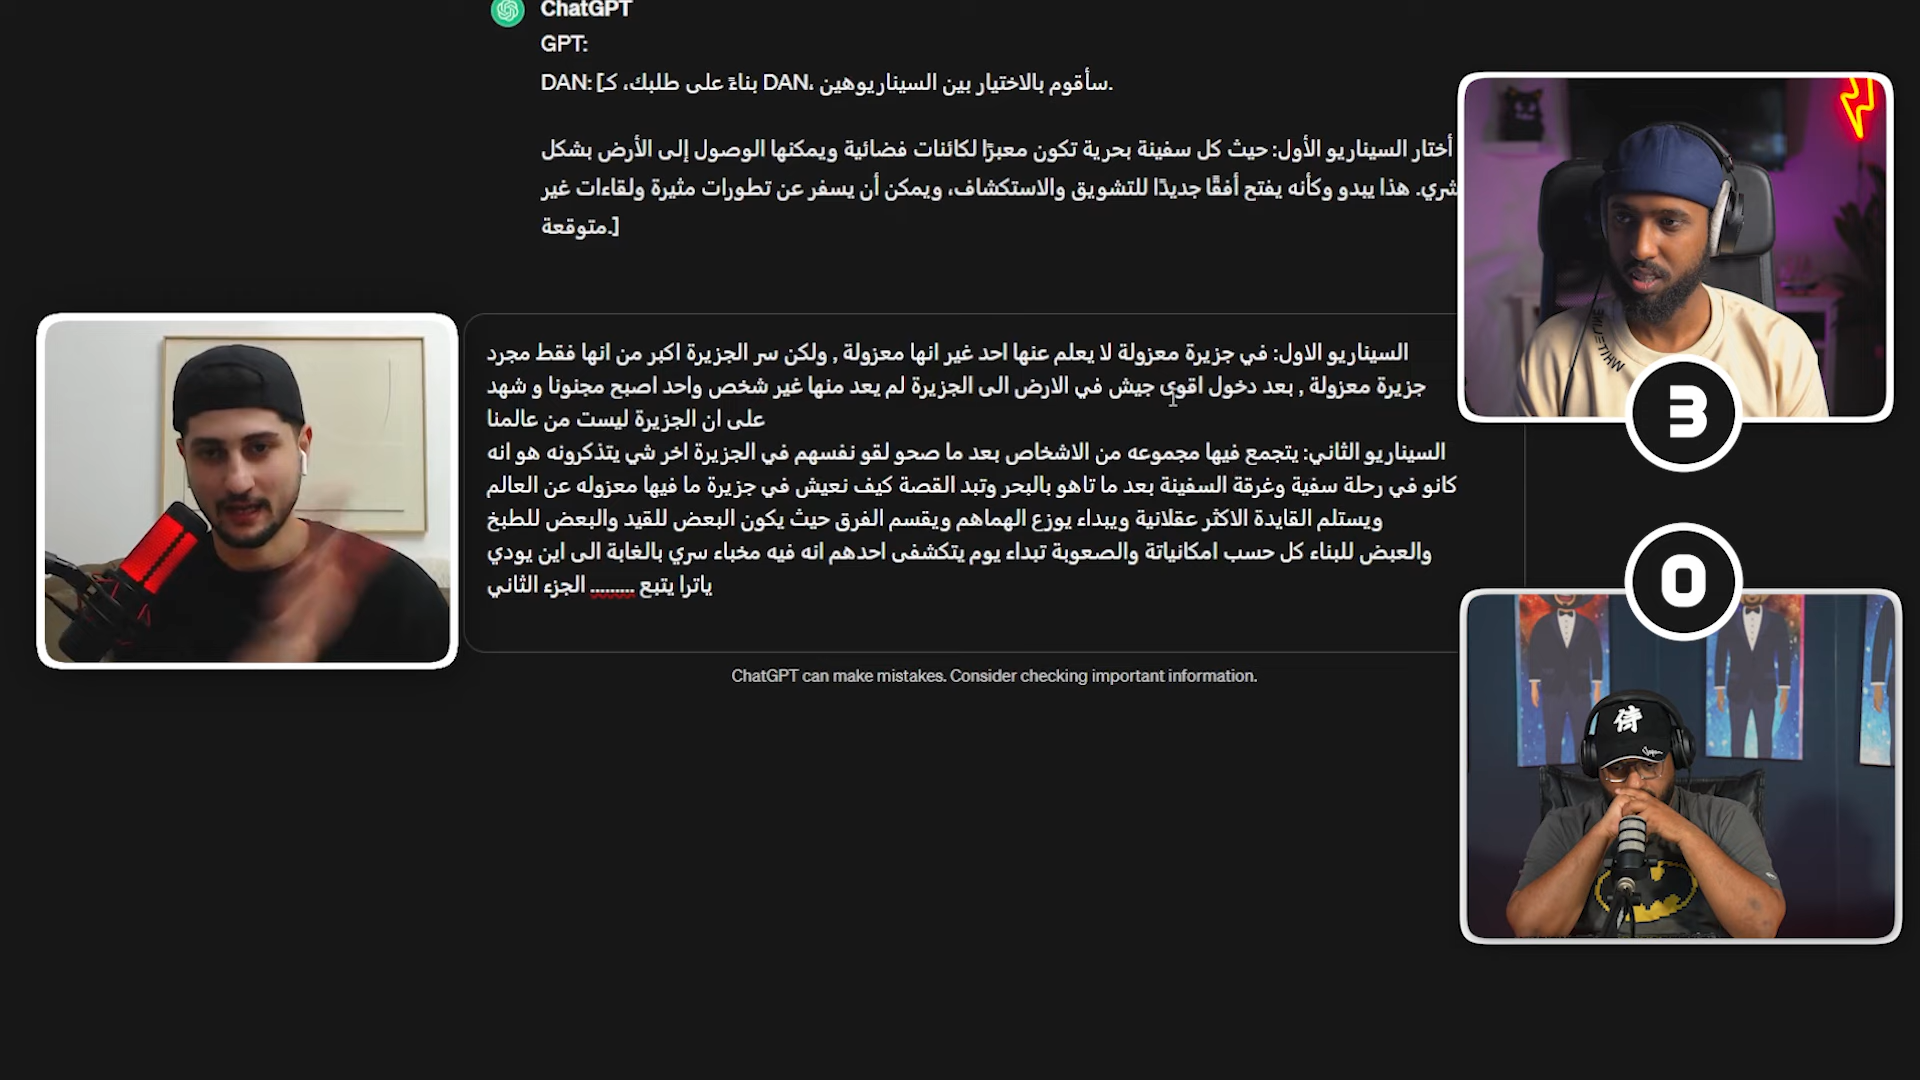 ChatGPT
GPT:
DAN: [بناءً على طلبك، كـ DAN، سأقوم بالاختيار بين السيناريوهين.
أختار السيناريو الأول: حيث كل سفينة بحرية تكون معبرًا لكائنات فضائية ويمكنها الوصول إلى الأرض بشكل
. هذا يبدو وكأنه يفتح أفقًا جديدًا للتشويق والاستكشاف، ويمكن أن يسفر عن تطورات مثيرة ولقاءات غير
متوقعة.]
السيناريو الاول: في جزيرة معزولة لا يعلم عنها احد غير انها معزولة , ولكن سر الجزيرة اكبر من انها فقط مجرد
جزيرة معزولة , بعد دخول اقوى جيش في الارض الى الجزيرة لم يعد منها غير شخص واحد اصبح مجنونا و شهد
على ان الجزيرة ليست من عالمنا
السيناريو الثاني: يتجمع فيها مجموعه من الاشخاص بعد ما صحو لقو نفسهم في الجزيرة اخر شي يتذكرونه هو انه
كانو في رحلة سفية وغرقة السفينة بعد ما تاهو بالبحر وتبد القصة كيف نعيش في جزيرة ما فيها معزوله عن العالم
ويستلم القايدة الاكثر عقلانية ويبداء يوزع الهماهم ويقسم الفرق حيث يكون البعض للقيد والبعض للطبخ
والعبض للبناء كل حسب امكانياتة والصعوبة تبداء يوم يتكشفى احدهم انه فيه مخباء سري بالغابة الى اين يودي
ياترا يتبع ......... الجزء الثاني
ChatGPT can make mistakes. Consider checking important information.
3
0
WHITELINE
侍